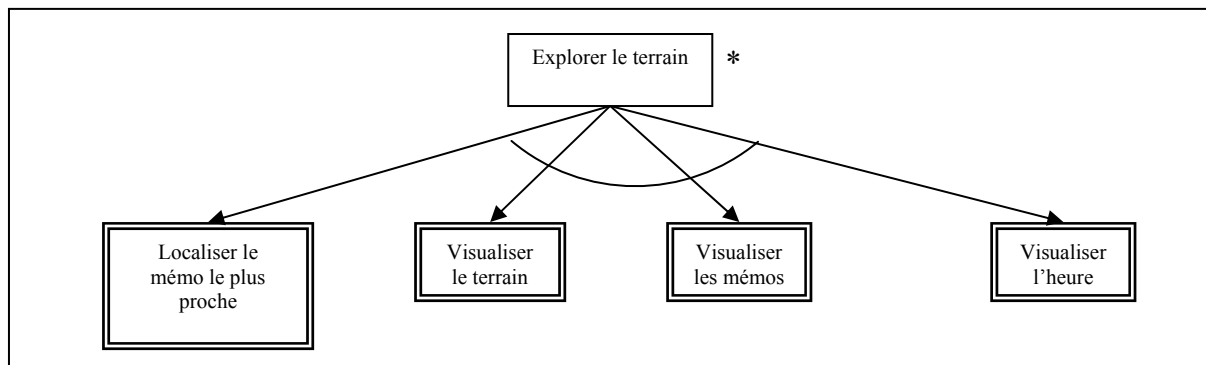 Explorer le terrain *
Localiser le
mémo le plus
proche
Visualiser
le terrain
Visualiser
les mémos
Visualiser
l’heure